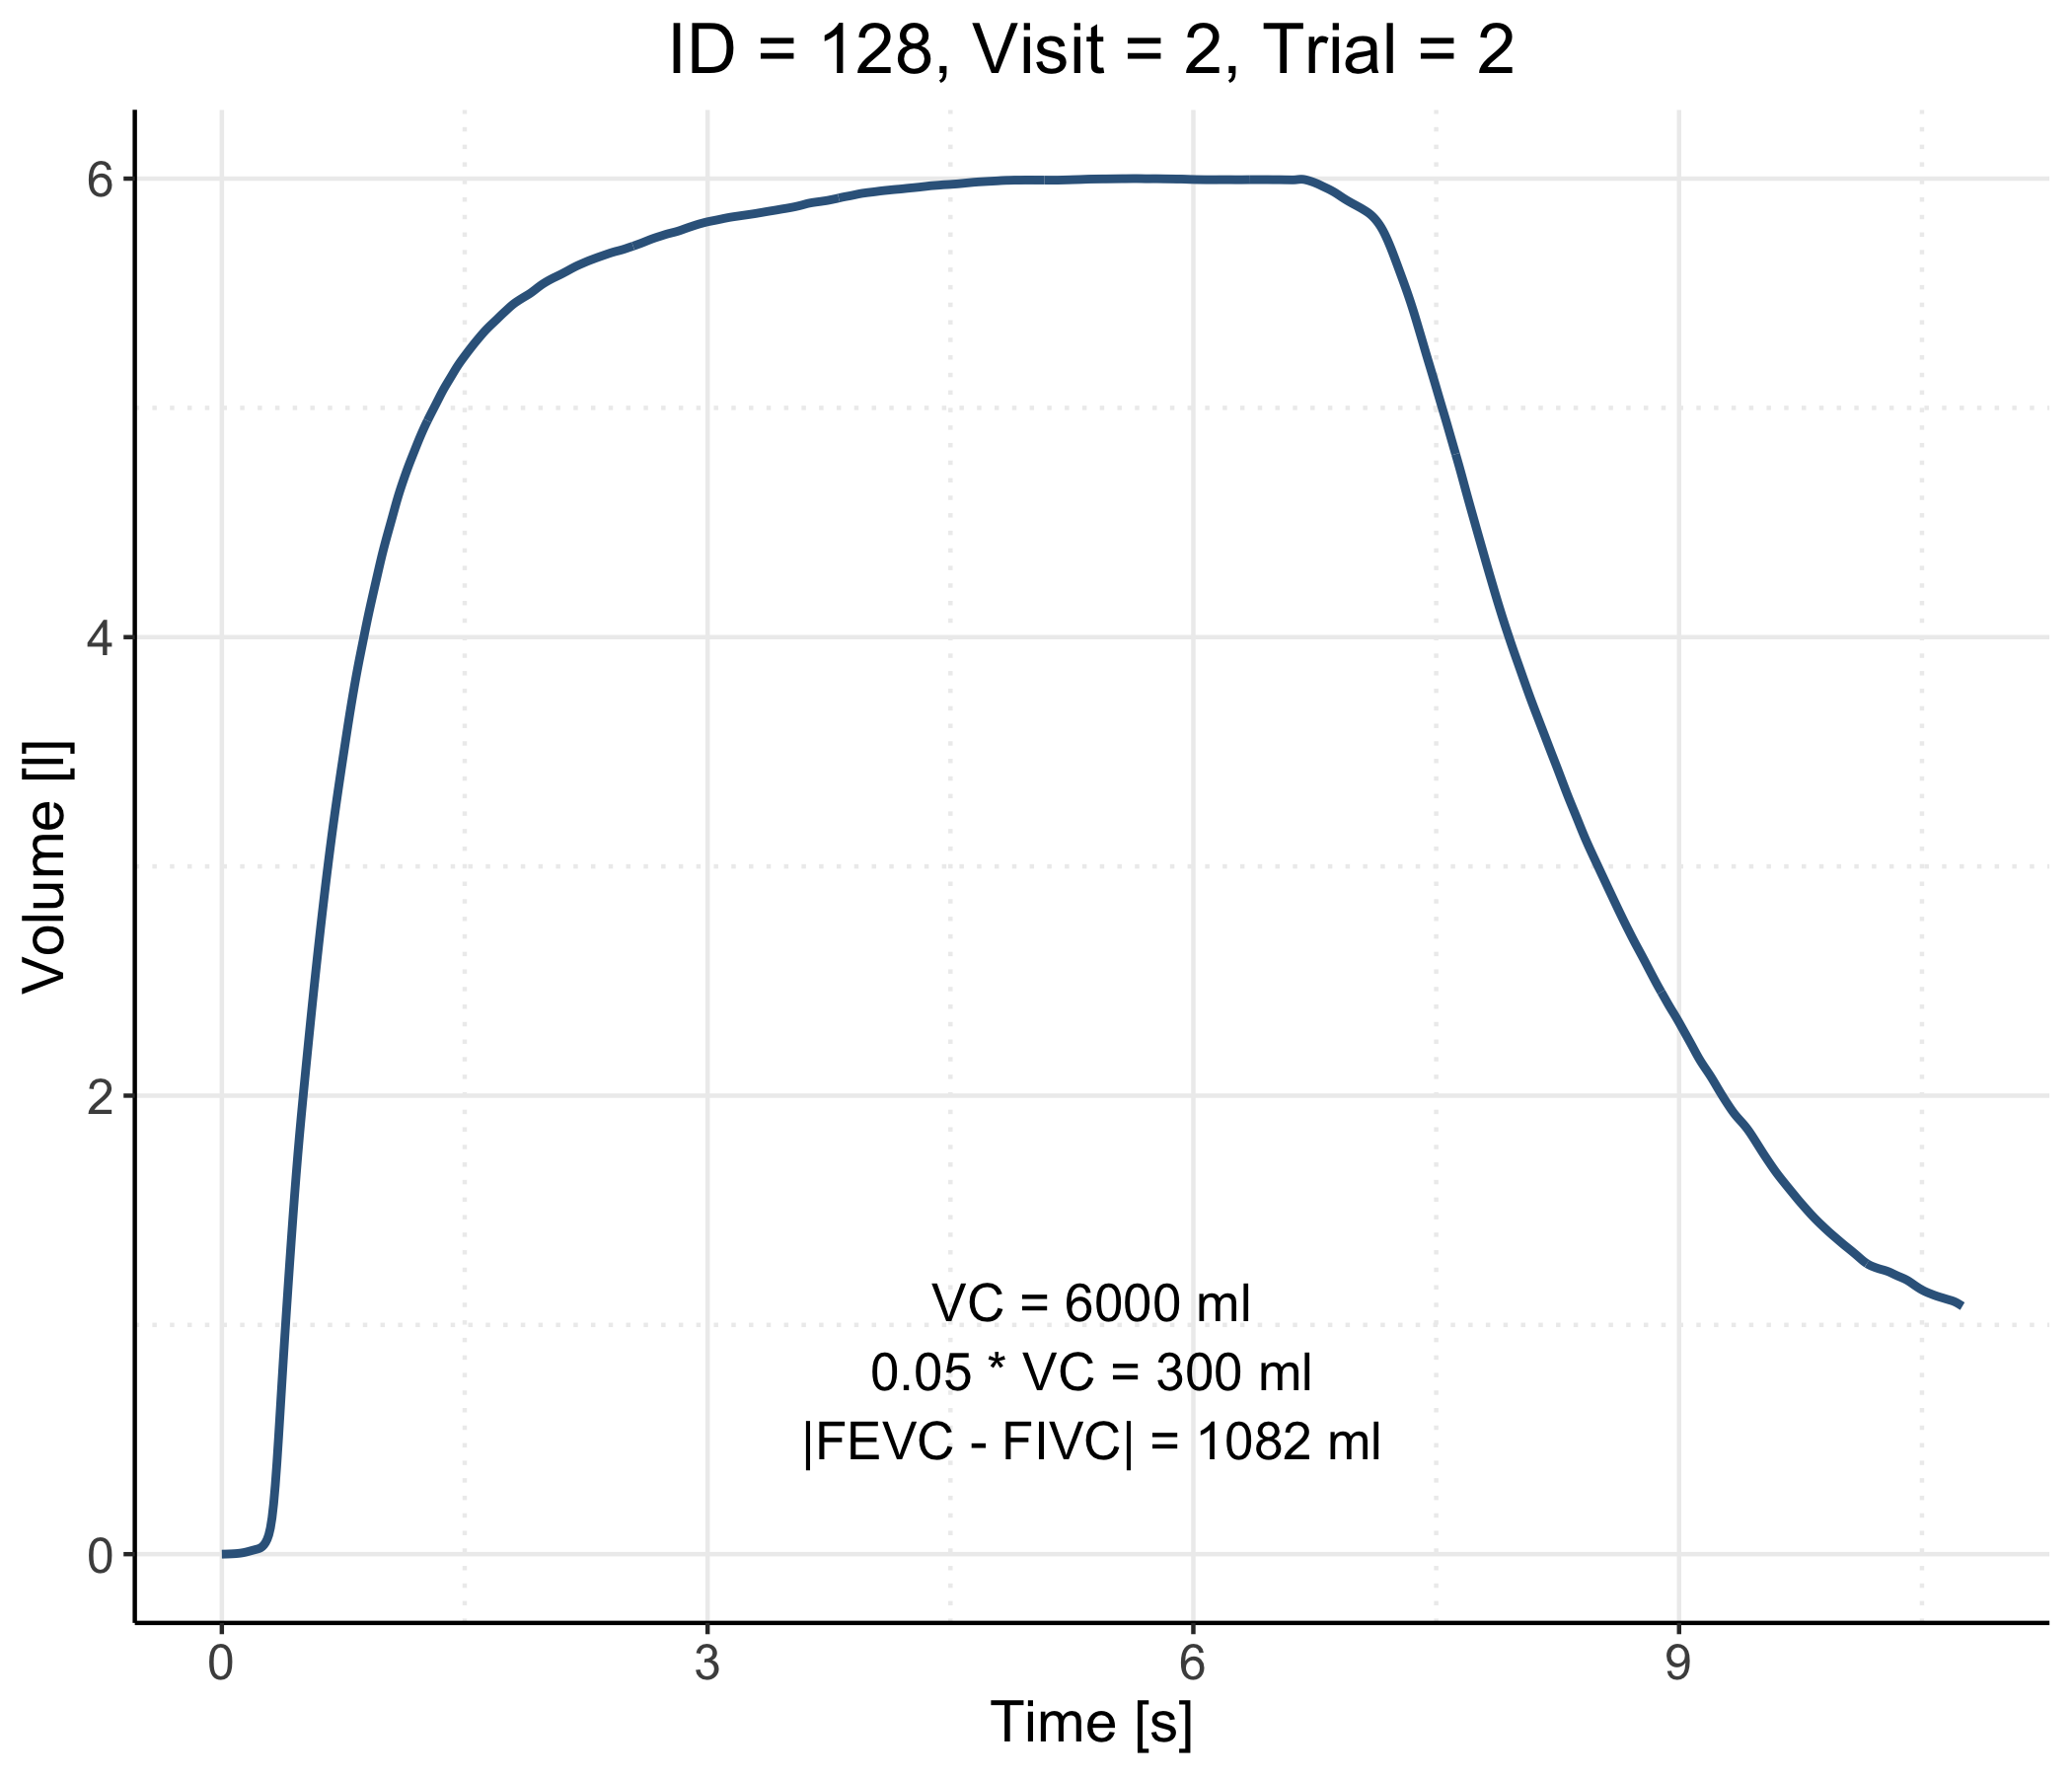 ID = 128, Visit = 2, Trial = 2
6
4
2
0
Volume [l]
VC = 6000 ml
0.05 * VC = 300 ml
|FEVC - FIVC| = 1082 ml
0 3 6 9
Time [s]